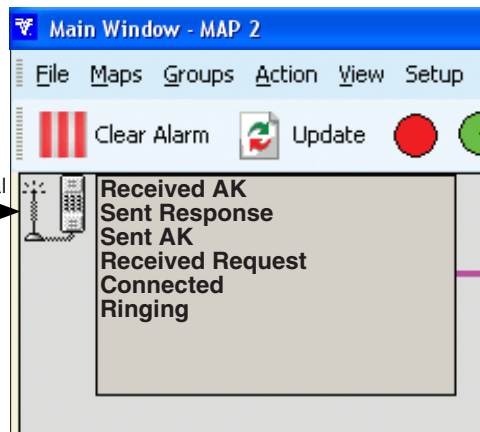 Main Window - MAP 2
File Maps Groups Action View Setup
Clear Alarm Update
Received AK
Sent Response
Sent AK
Received Request
Connected
Ringing